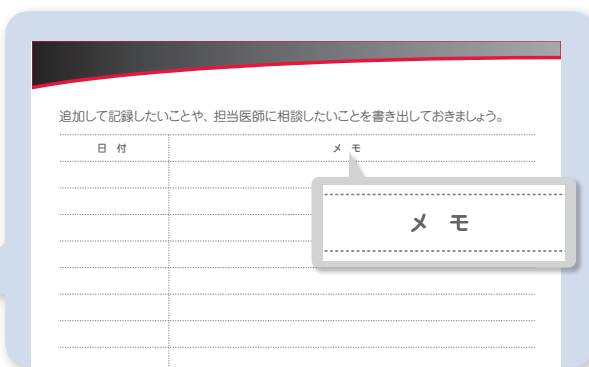 追加して記録したいことや、担当医師に相談したいことを書き出しておきましょう。
日 付 メ モ
メ モ